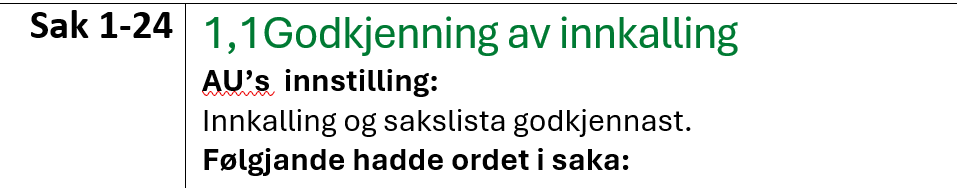 Sak 1-24
1,1Godkjenning av innkalling
AU's innstilling:
Innkalling og sakslista godkjennast.
Følgjande hadde ordet i saka: